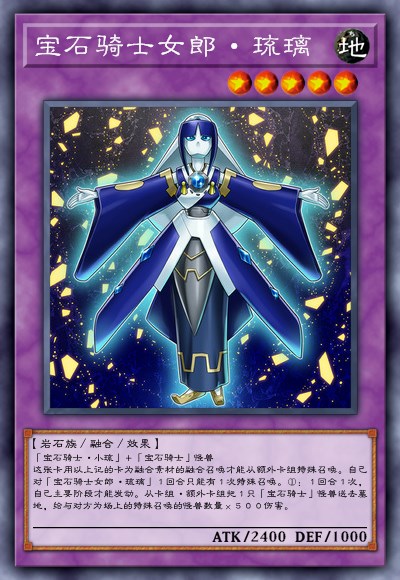 宝石骑士女郎·琉璃 地
【岩石族/融合/效果】
「宝石骑士·小琉」+「宝石骑士」怪兽
这张卡用以上记的卡为融合素材的融合召唤才能从额外卡组特殊召唤。自己
对「宝石骑士女郎·琉璃」1回合只能有1次特殊召唤。①：1回合1次，
自己主要阶段才能发动。从卡组·额外卡组把1只「宝石骑士」怪兽送去墓
地，给与对方为场上的特殊召唤的怪兽数量×500伤害。
ATK/2400 DEF/1000